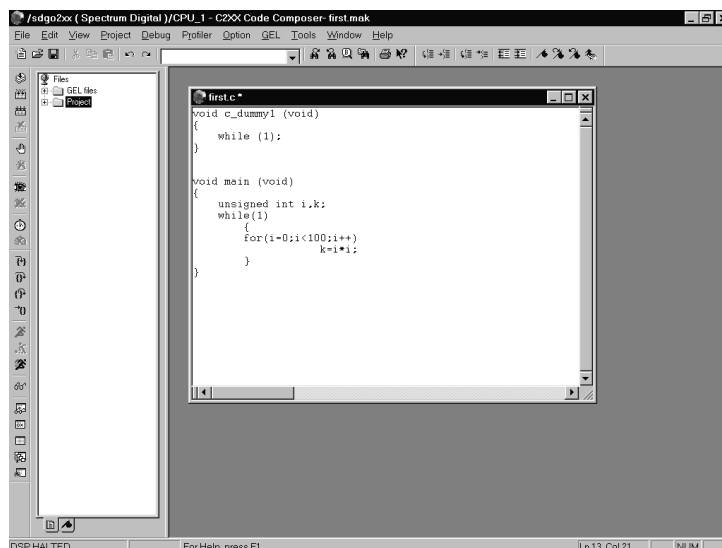 /sdgo2xx ( Spectrum Digital )/CPU_1 - C2XX Code Composer- first.mak
File Edit View Project Debug Profiler Option GEL Tools Window Help
Files
GEL files
Project
first.c *
void c_dummy1 (void)
{
while (1);
}
void main (void)
{
unsigned int i,k;
while(1)
{
for(i=0;i<100;i++)
k=i*i;
}
}
DSP HALTED
For Help, press F1
Ln 13, Col 21
NUM